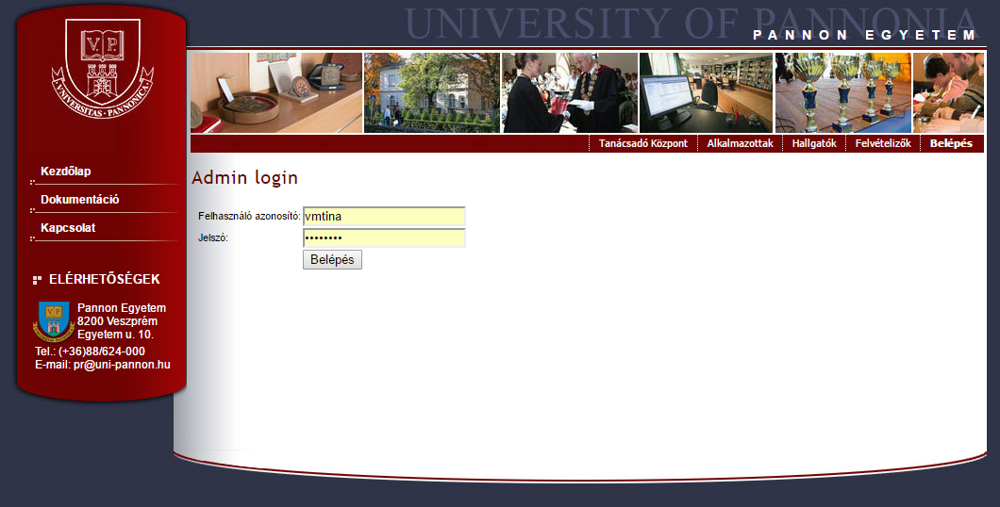 UNIVERSITY OF PANNONIA
PANNON EGYETEM
V.P.
UNIVERSITAS · PANNONICA
Tanácsadó Központ
Alkalmazottak
Hallgatók
Felvételizők
Belépés
Kezdőlap
Dokumentáció
Kapcsolat
ELÉRHETŐSÉGEK
Pannon Egyetem
8200 Veszprém
Egyetem u. 10.
Tel.: (+36)88/624-000
E-mail: pr@uni-pannon.hu
Admin login
Felhasználó azonosító: vmtina
Jelszó: ••••••••
Belépés